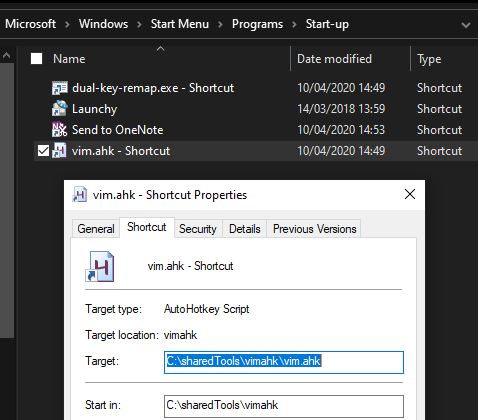 Microsoft > Windows > Start Menu > Programs > Start-up
Name Date modified Type
dual-key-remap.exe - Shortcut 10/04/2020 14:49 Shortcut
Launchy 14/03/2018 13:59 Shortcut
Send to OneNote 10/04/2020 14:53 Shortcut
vim.ahk - Shortcut 10/04/2020 14:49 Shortcut
vim.ahk - Shortcut Properties
General Shortcut Security Details Previous Versions
vim.ahk - Shortcut
Target type: AutoHotkey Script
Target location: vimahk
Target: C:\sharedTools\vimahk\vim.ahk
Start in: C:\sharedTools\vimahk